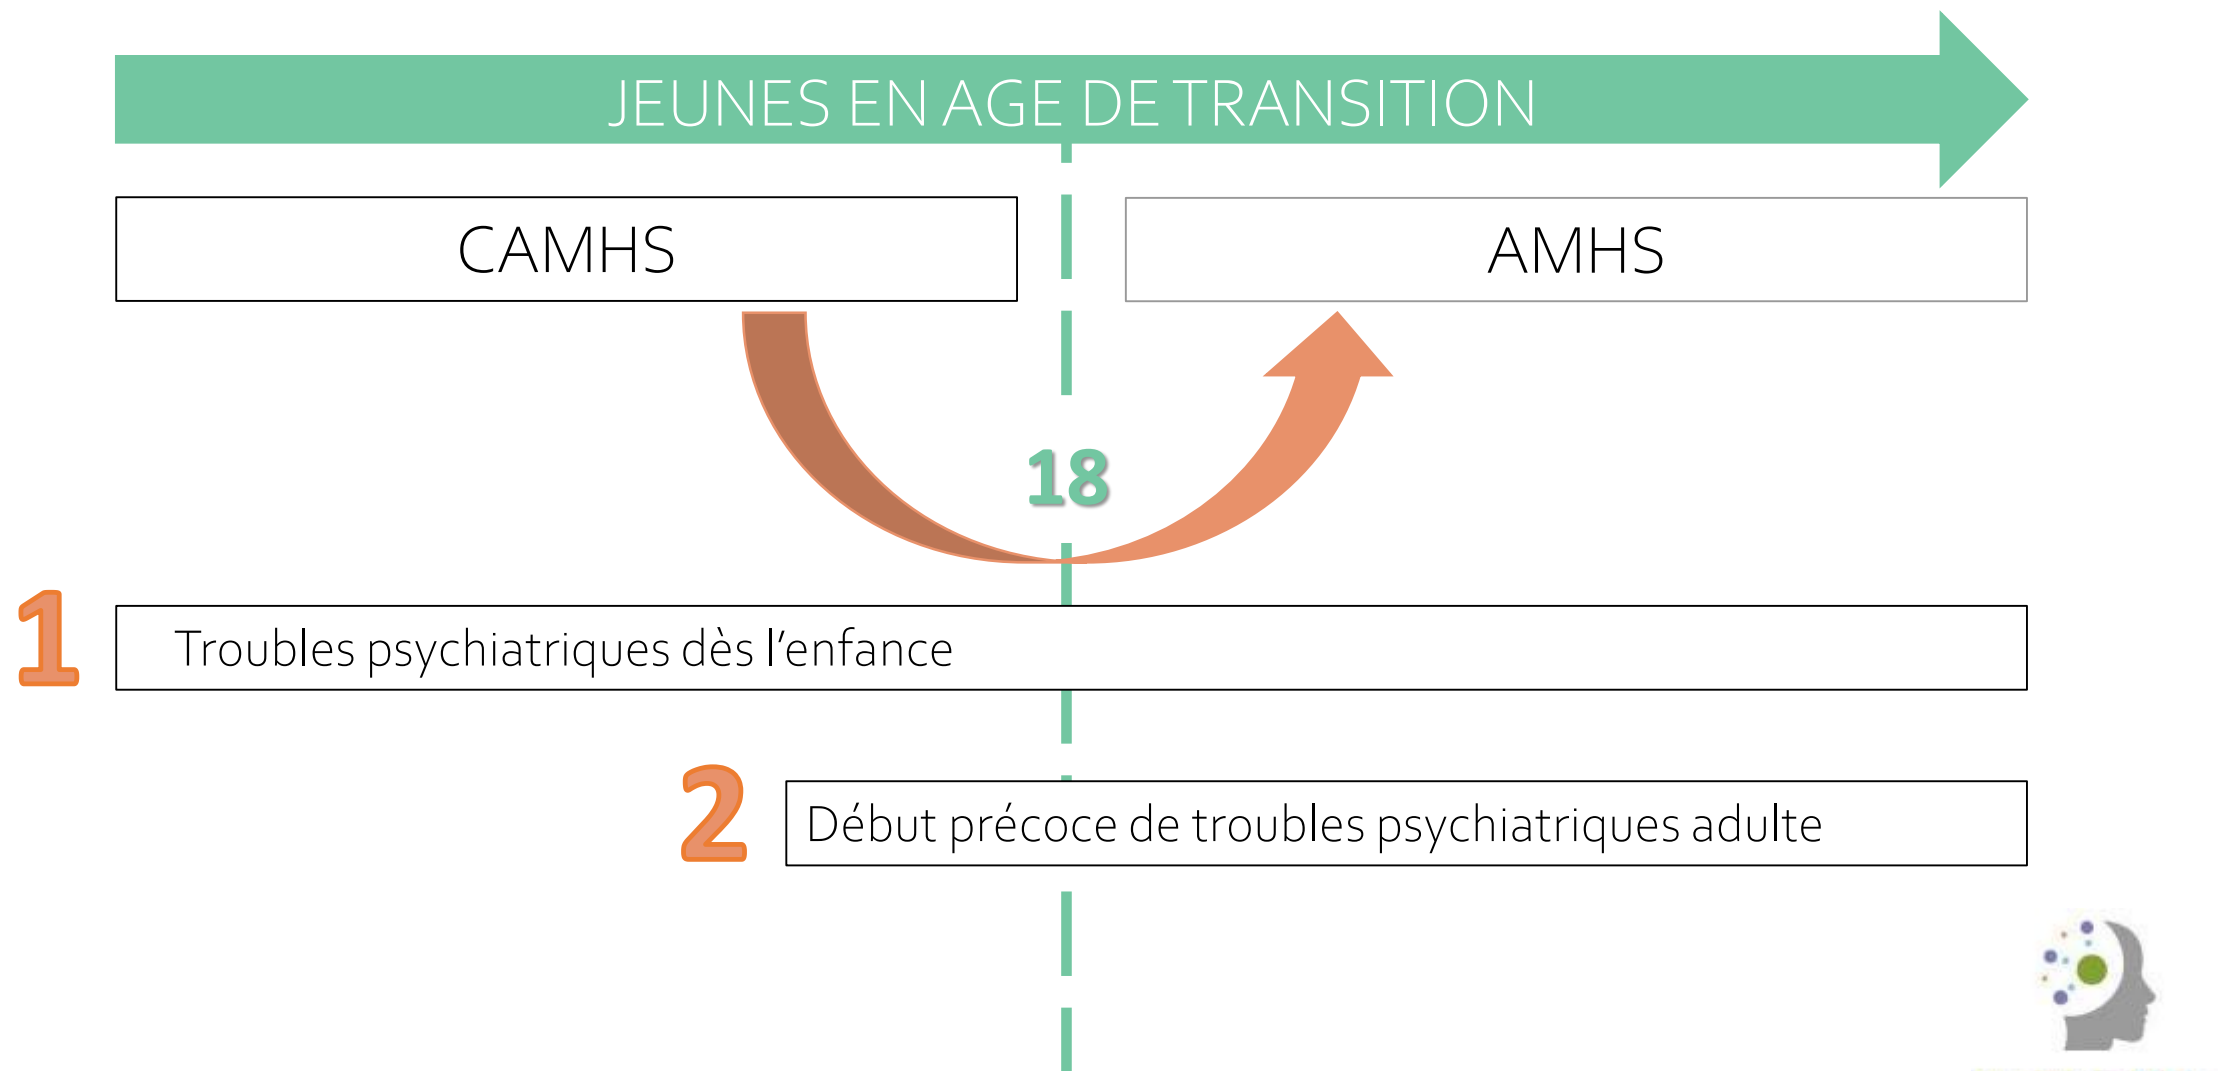 JEUNES EN AGE DE TRANSITION
CAMHS
AMHS
18
1
Troubles psychiatriques dès l'enfance
2
Début précoce de troubles psychiatriques adulte